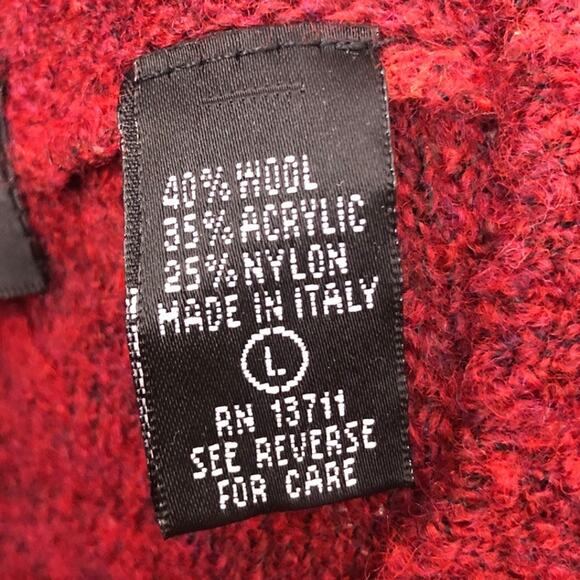 40% WOOL
35% ACRYLIC
25% NYLON
MADE IN ITALY
L
RN 13711
SEE REVERSE
FOR CARE